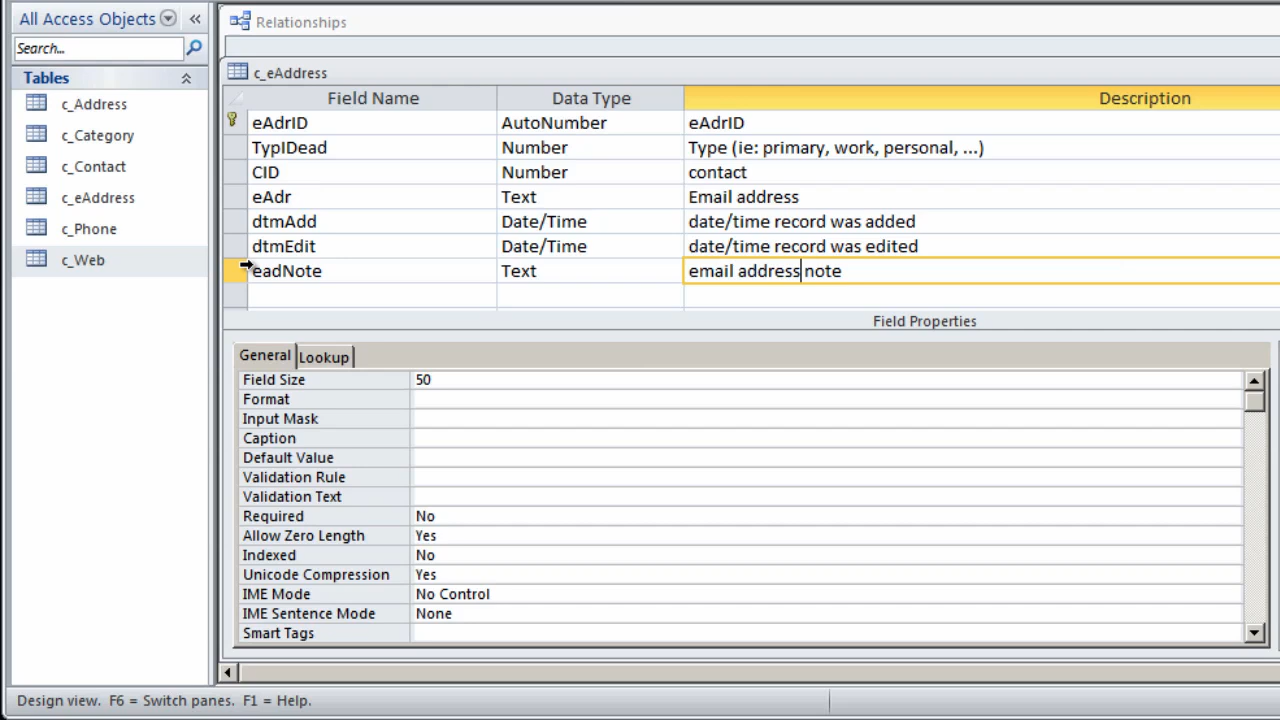 All Access Objects
Search...
Tables
c_Address
c_Category
c_Contact
c_eAddress
c_Phone
c_Web
Relationships
c_eAddress
Field Name Data Type Description
eAdrID AutoNumber eAdrID
TypIDead Number Type (ie: primary, work, personal, ...)
CID Number contact
eAdr Text Email address
dtmAdd Date/Time date/time record was added
dtmEdit Date/Time date/time record was edited
eadNote Text email address note
Field Properties
General Lookup
Field Size 50
Format
Input Mask
Caption
Default Value
Validation Rule
Validation Text
Required No
Allow Zero Length Yes
Indexed No
Unicode Compression Yes
IME Mode No Control
IME Sentence Mode None
Smart Tags
Design view. F6 = Switch panes. F1 = Help.